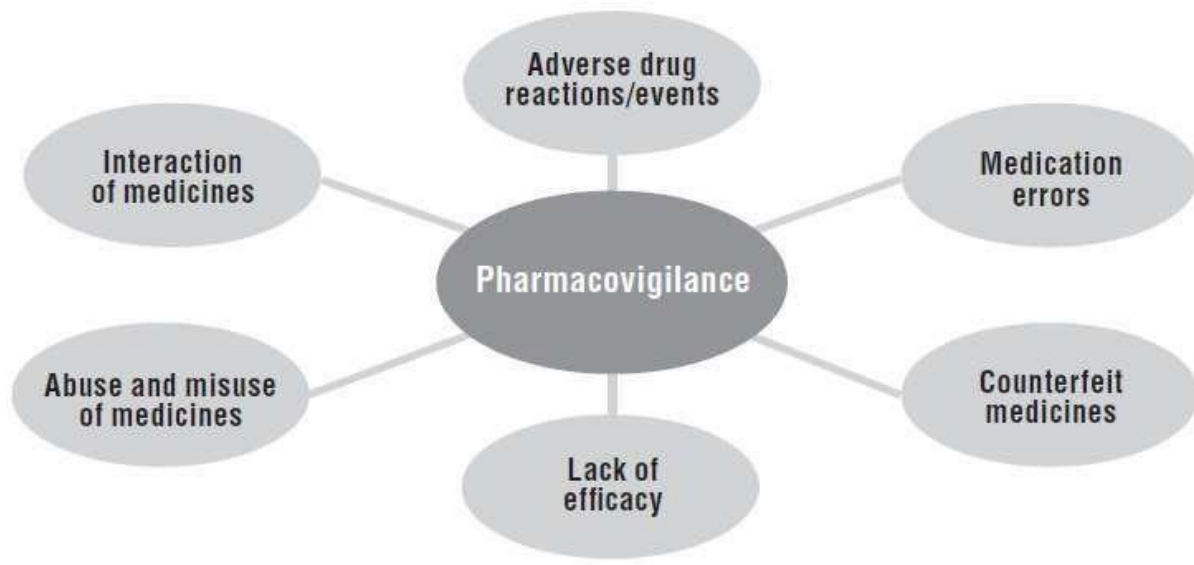 Adverse drug
reactions/events
Interaction
of medicines
Medication
errors
Pharmacovigilance
Abuse and misuse
of medicines
Counterfeit
medicines
Lack of
efficacy